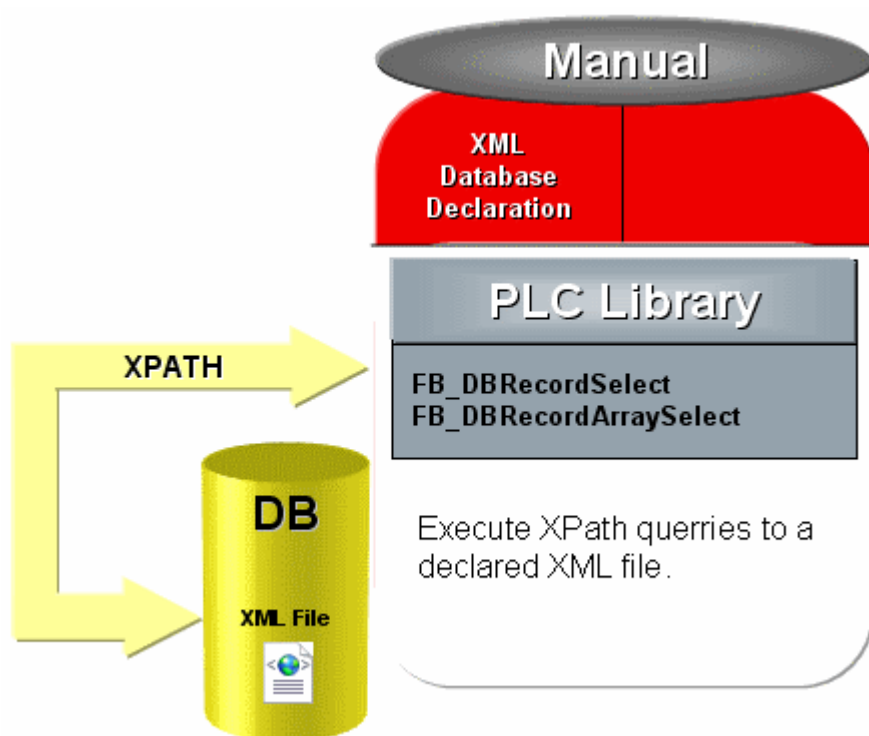 Manual
XML
Database
Declaration
PLC Library
XPATH
FB_DBRecordSelect
FB_DBRecordArraySelect
DB
Execute XPath querries to a
declared XML file.
XML File